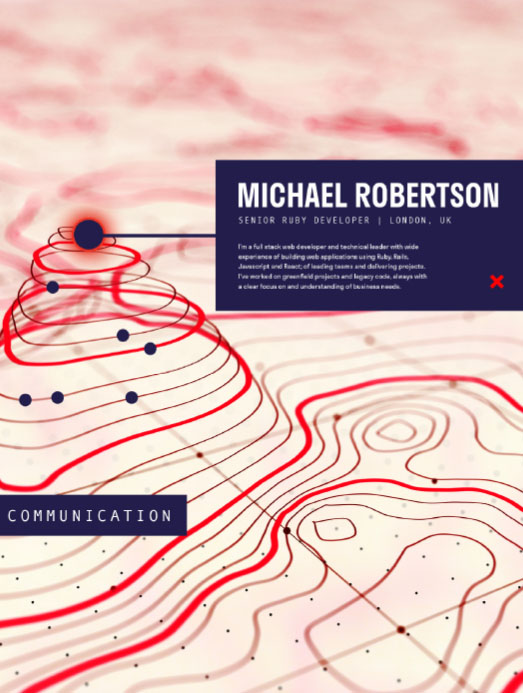 MICHAEL ROBERTSON
SENIOR RUBY DEVELOPER | LONDON, UK
I'm a full stack web developer and technical leader with wide
experience of building web applications using Ruby, Rails,
Javascript and React; of leading teams and delivering projects.
I've worked on greenfield projects and legacy code, always with
a clear focus on and understanding of business needs.
COMMUNICATION